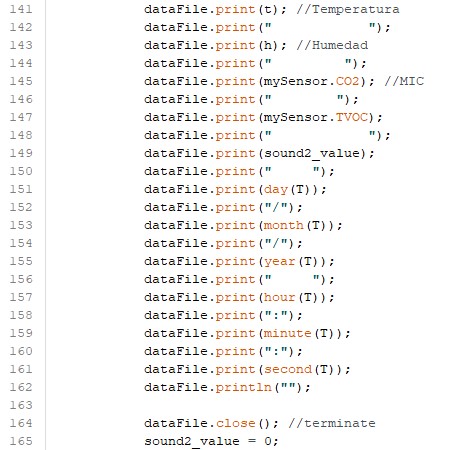 141 dataFile.print(t); //Temperatura
142 dataFile.print("            ");
143 dataFile.print(h); //Humedad
144 dataFile.print("         ");
145 dataFile.print(mySensor.CO2); //MIC
146 dataFile.print("        ");
147 dataFile.print(mySensor.TVOC);
148 dataFile.print("            ");
149 dataFile.print(sound2_value);
150 dataFile.print("     ");
151 dataFile.print(day(T));
152 dataFile.print("/");
153 dataFile.print(month(T));
154 dataFile.print("/");
155 dataFile.print(year(T));
156 dataFile.print("     ");
157 dataFile.print(hour(T));
158 dataFile.print(":");
159 dataFile.print(minute(T));
160 dataFile.print(":");
161 dataFile.print(second(T));
162 dataFile.println("");
163
164 dataFile.close(); //terminate
165 sound2_value = 0;